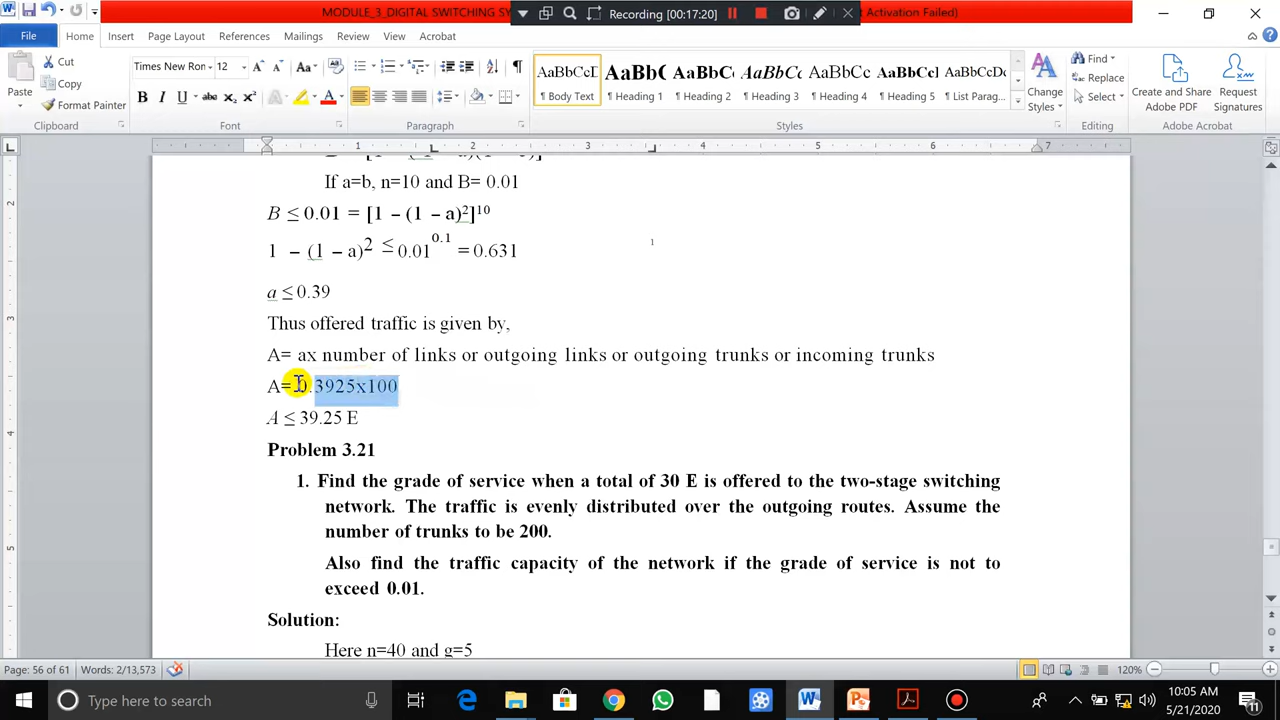 MODULE_3_DIGITAL SWITCHING SY
Recording [00:17:20]
t Activation Failed)
File
Home
Insert
Page Layout
References
Mailings
Review
View
Acrobat
Paste
Cut
Copy
Format Painter
Clipboard
Times New Ron
12
Font
Paragraph
AaBbCcD AaBbC AaBbCc AaBbCc AaBbCc AaBbCcI AaBbCcDc
¶ Body Text ¶ Heading 1 ¶ Heading 2 ¶ Heading 3 ¶ Heading 4 ¶ Heading 5 ¶ List Parag...
Styles
Change Styles
Find
Replace
Select
Editing
Create and Share Adobe PDF
Request Signatures
Adobe Acrobat
If a=b, n=10 and B= 0.01
B ≤ 0.01 = [1 – (1 – a)²]¹⁰
1 – (1 – a)² ≤ 0.01^0.1 = 0.631
1
a ≤ 0.39
Thus offered traffic is given by,
A= ax number of links or outgoing links or outgoing trunks or incoming trunks
A= 0.3925x100
A ≤ 39.25 E
Problem 3.21
1. Find the grade of service when a total of 30 E is offered to the two-stage switching
network. The traffic is evenly distributed over the outgoing routes. Assume the
number of trunks to be 200.
Also find the traffic capacity of the network if the grade of service is not to
exceed 0.01.
Solution:
Here n=40 and g=5
Page: 56 of 61
Words: 2/13,573
120%
Type here to search
10:05 AM
5/21/2020